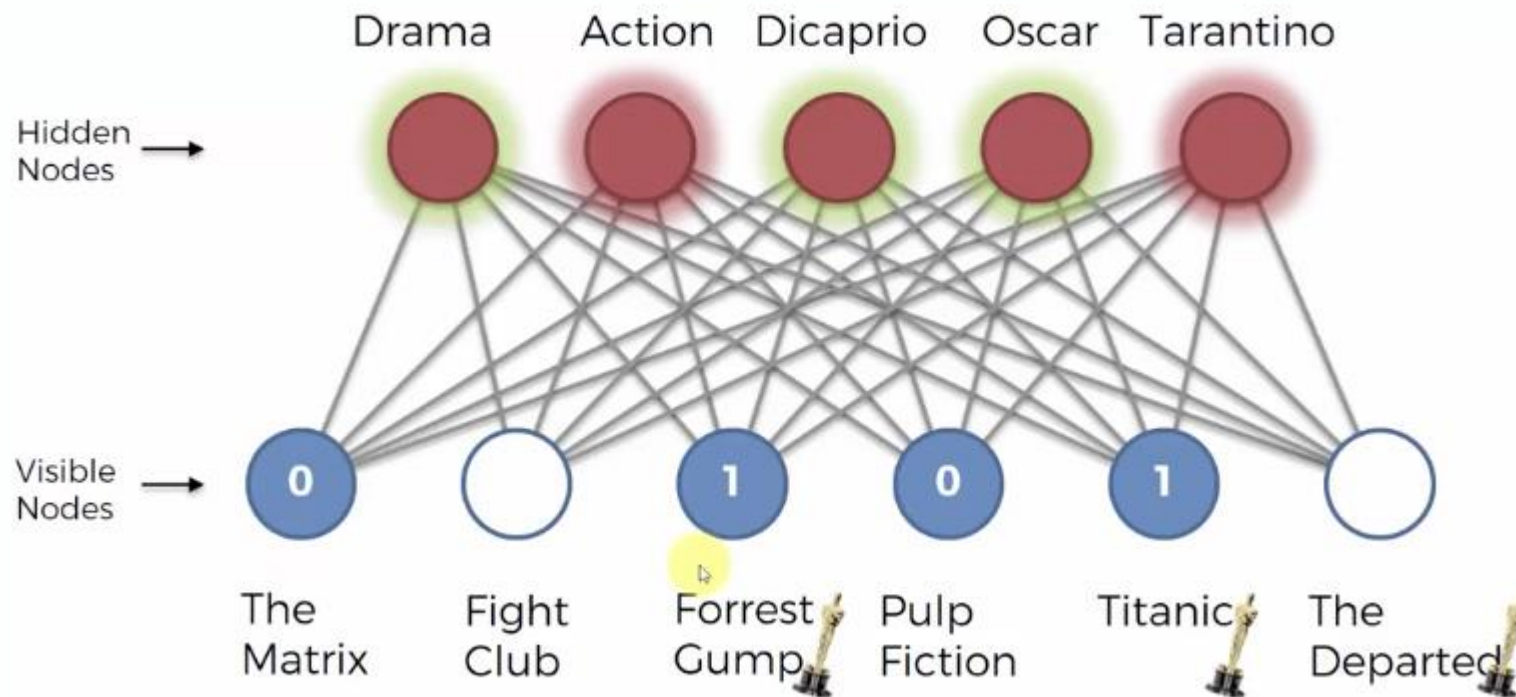 Drama Action Dicaprio Oscar Tarantino
Hidden
Nodes
0 1 0 1
Visible
Nodes
The
Matrix
Fight
Club
Forrest
Gump
Pulp
Fiction
Titanic
The
Departed